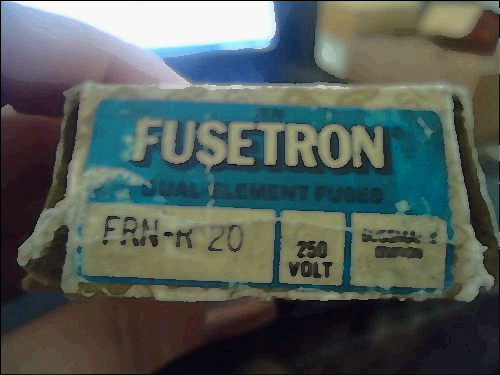 FUSETRON
DUAL-ELEMENT FUSES
FRN-R 20
250
VOLT